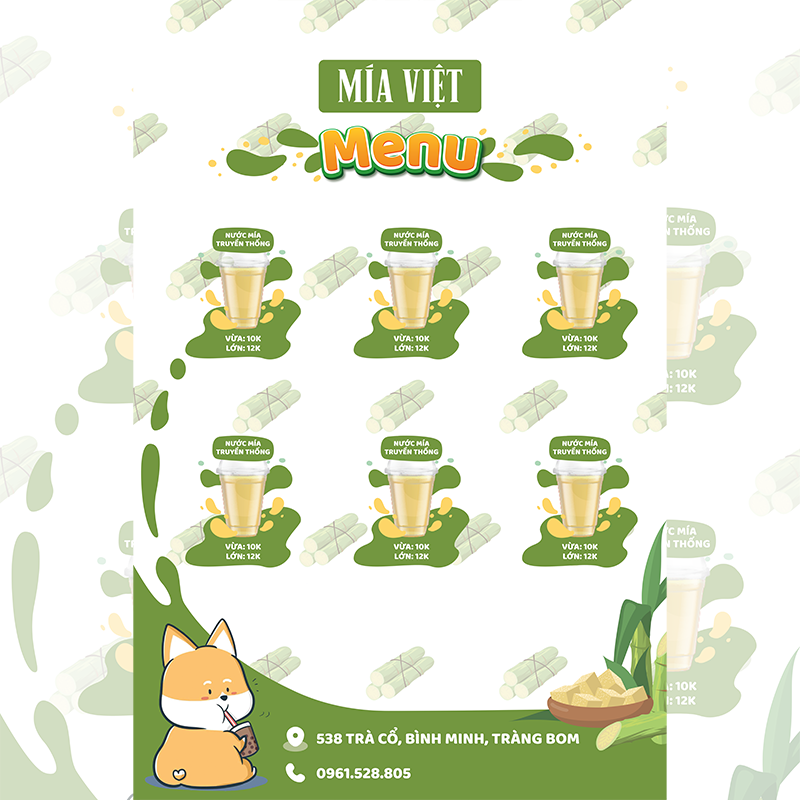 MÍA VIỆT
Menu
NƯỚC MÍA
TRUYỀN THỐNG
NƯỚC MÍA
TRUYỀN THỐNG
NƯỚC MÍA
TRUYỀN THỐNG
VỪA: 10K
LỚN: 12K
VỪA: 10K
LỚN: 12K
VỪA: 10K
LỚN: 12K
NƯỚC MÍA
TRUYỀN THỐNG
NƯỚC MÍA
TRUYỀN THỐNG
NƯỚC MÍA
TRUYỀN THỐNG
VỪA: 10K
LỚN: 12K
VỪA: 10K
LỚN: 12K
VỪA: 10K
LỚN: 12K
538 TRÀ CỔ, BÌNH MINH, TRÀNG BOM
0961.528.805